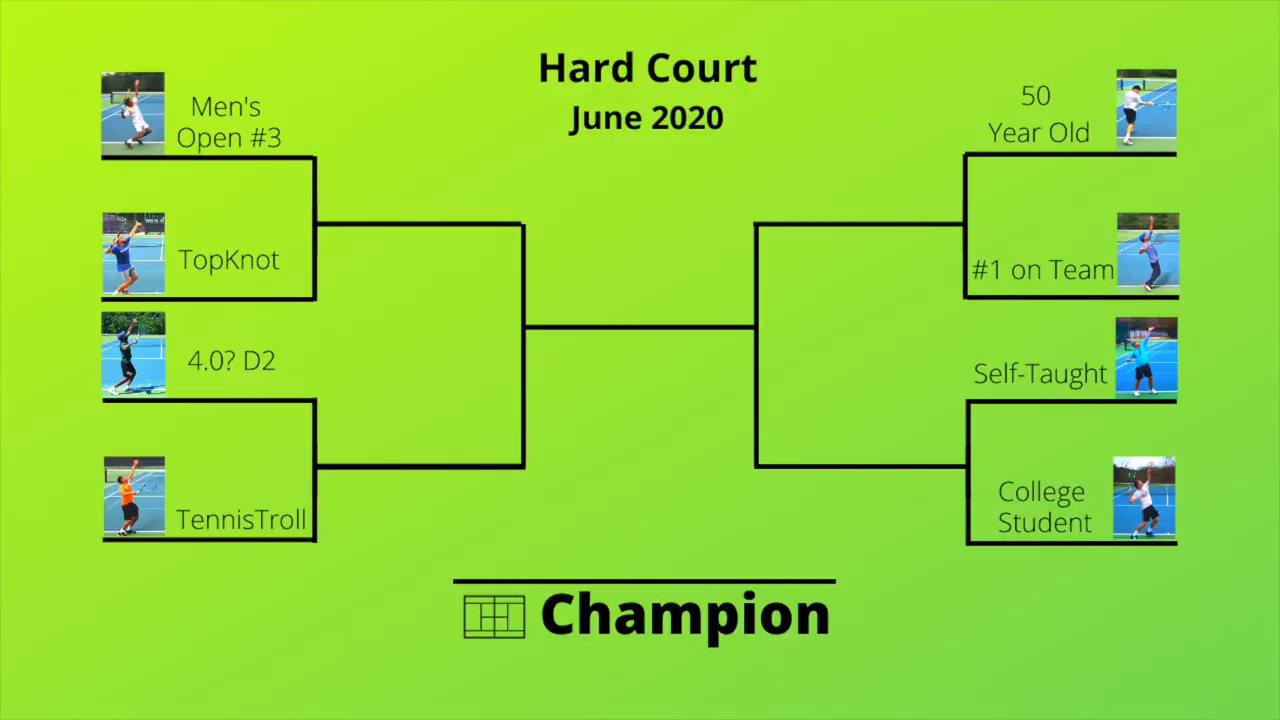 Hard Court
June 2020
Men's
Open #3
TopKnot
4.0? D2
TennisTroll
50
Year Old
#1 on Team
Self-Taught
College
Student
Champion